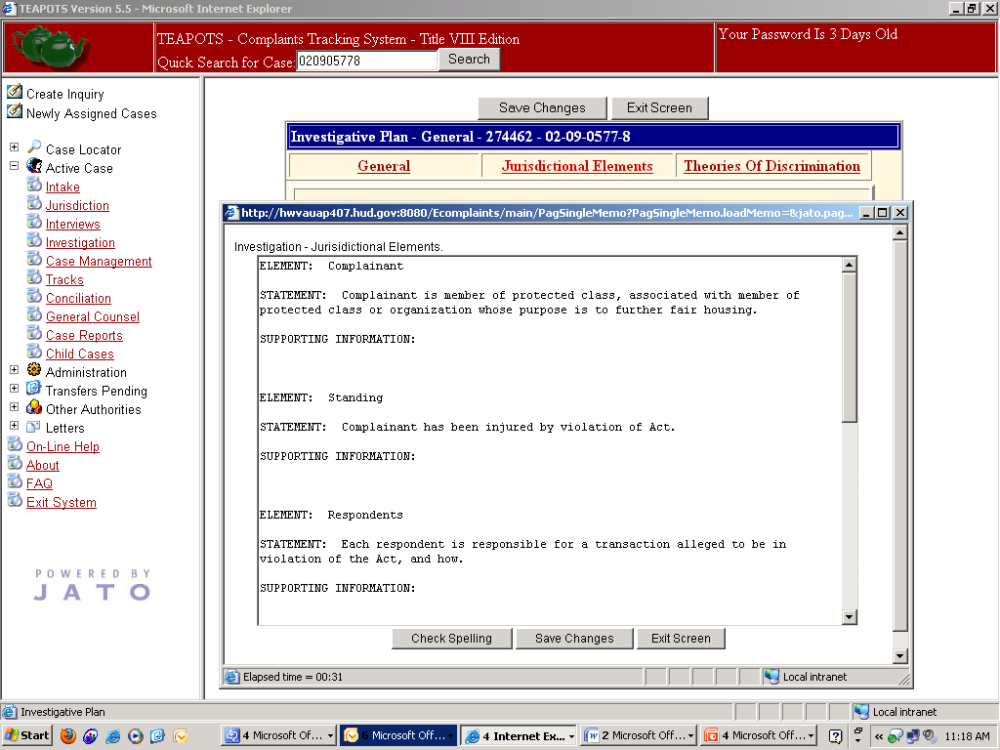 TEAPOTS Version 5.5 - Microsoft Internet Explorer
TEAPOTS - Complaints Tracking System - Title VIII Edition
Quick Search for Case: 020905778 Search
Your Password Is 3 Days Old
Create Inquiry
Newly Assigned Cases
Case Locator
Active Case
Intake
Jurisdiction
Interviews
Investigation
Case Management
Tracks
Conciliation
General Counsel
Case Reports
Child Cases
Administration
Transfers Pending
Other Authorities
Letters
On-Line Help
About
FAQ
Exit System
POWERED BY
JATO
Save Changes Exit Screen
Investigative Plan - General - 274462 - 02-09-0577-8
General Jurisdictional Elements Theories Of Discrimination
http://hwvauap407.hud.gov:8080/Ecomplaints/main/PagSingleMemo?PagSingleMemo.loadMemo=&jato.pag...
Investigation - Jurisidictional Elements.
ELEMENT: Complainant
STATEMENT: Complainant is member of protected class, associated with member of
protected class or organization whose purpose is to further fair housing.
SUPPORTING INFORMATION:
ELEMENT: Standing
STATEMENT: Complainant has been injured by violation of Act.
SUPPORTING INFORMATION:
ELEMENT: Respondents
STATEMENT: Each respondent is responsible for a transaction alleged to be in
violation of the Act, and how.
SUPPORTING INFORMATION:
Check Spelling Save Changes Exit Screen
Elapsed time = 00:31 Local intranet
Investigative Plan Local intranet
Start 4 Microsoft Of... 6 Microsoft Off... 4 Internet Ex... 2 Microsoft Off... 4 Microsoft Off... 11:18 AM